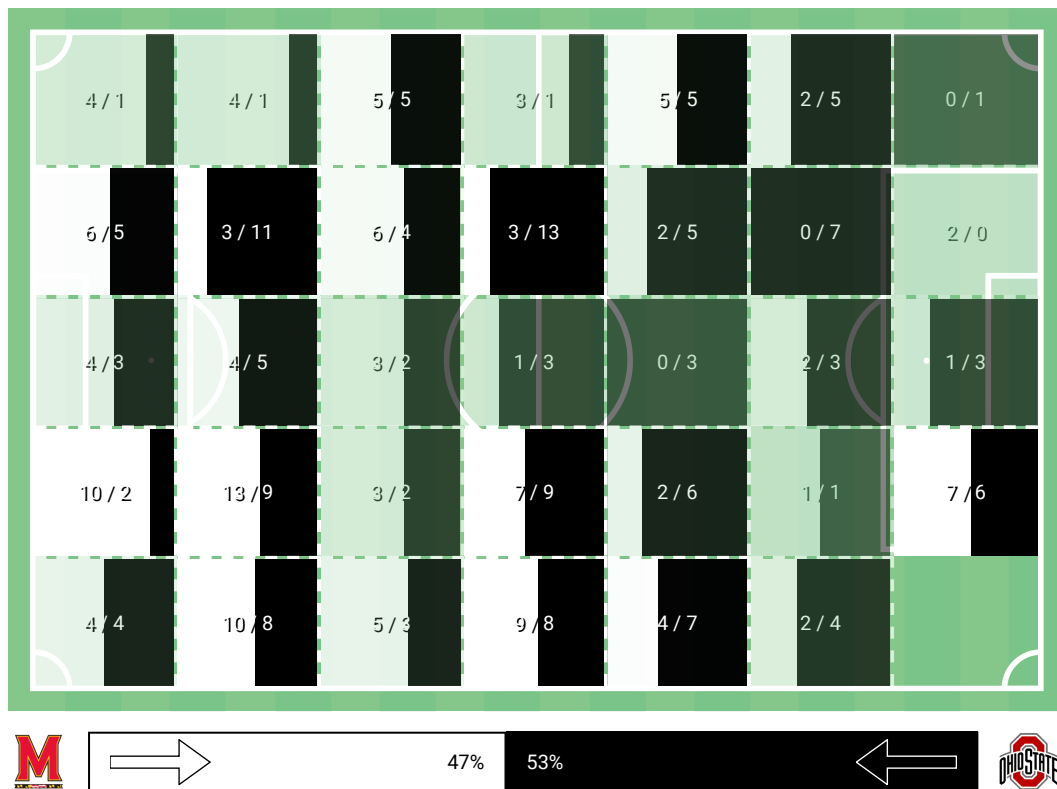 4 / 1 4 / 1 5 / 5 3 / 1 5 / 5 2 / 5 0 / 1
6 / 5 3 / 11 6 / 4 3 / 13 2 / 5 0 / 7 2 / 0
4 / 3 4 / 5 3 / 2 1 / 3 0 / 3 2 / 3 1 / 3
10 / 2 13 / 9 3 / 2 7 / 9 2 / 6 1 / 1 7 / 6
4 / 4 10 / 8 5 / 3 9 / 8 4 / 7 2 / 4
M 47% 53% OHIO STATE